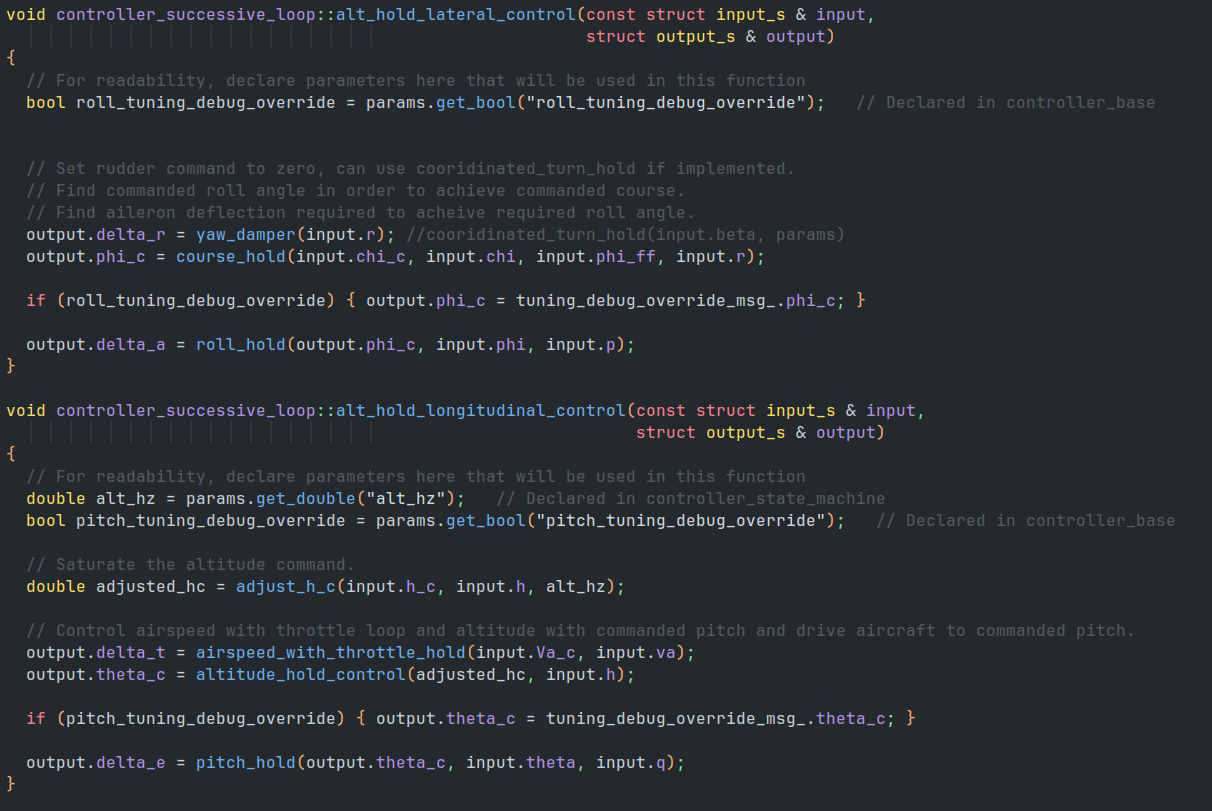 void controller_successive_loop::alt_hold_lateral_control(const struct input_s & input,
struct output_s & output)
{
// For readability, declare parameters here that will be used in this function
bool roll_tuning_debug_override = params.get_bool("roll_tuning_debug_override");   // Declared in controller_base
// Set rudder command to zero, can use cooridinated_turn_hold if implemented.
// Find commanded roll angle in order to achieve commanded course.
// Find aileron deflection required to acheive required roll angle.
output.delta_r = yaw_damper(input.r); //cooridinated_turn_hold(input.beta, params)
output.phi_c = course_hold(input.chi_c, input.chi, input.phi_ff, input.r);
if (roll_tuning_debug_override) { output.phi_c = tuning_debug_override_msg_.phi_c; }
output.delta_a = roll_hold(output.phi_c, input.phi, input.p);
}
void controller_successive_loop::alt_hold_longitudinal_control(const struct input_s & input,
struct output_s & output)
{
// For readability, declare parameters here that will be used in this function
double alt_hz = params.get_double("alt_hz");   // Declared in controller_state_machine
bool pitch_tuning_debug_override = params.get_bool("pitch_tuning_debug_override");   // Declared in controller_base
// Saturate the altitude command.
double adjusted_hc = adjust_h_c(input.h_c, input.h, alt_hz);
// Control airspeed with throttle loop and altitude with commanded pitch and drive aircraft to commanded pitch.
output.delta_t = airspeed_with_throttle_hold(input.Va_c, input.va);
output.theta_c = altitude_hold_control(adjusted_hc, input.h);
if (pitch_tuning_debug_override) { output.theta_c = tuning_debug_override_msg_.theta_c; }
output.delta_e = pitch_hold(output.theta_c, input.theta, input.q);
}